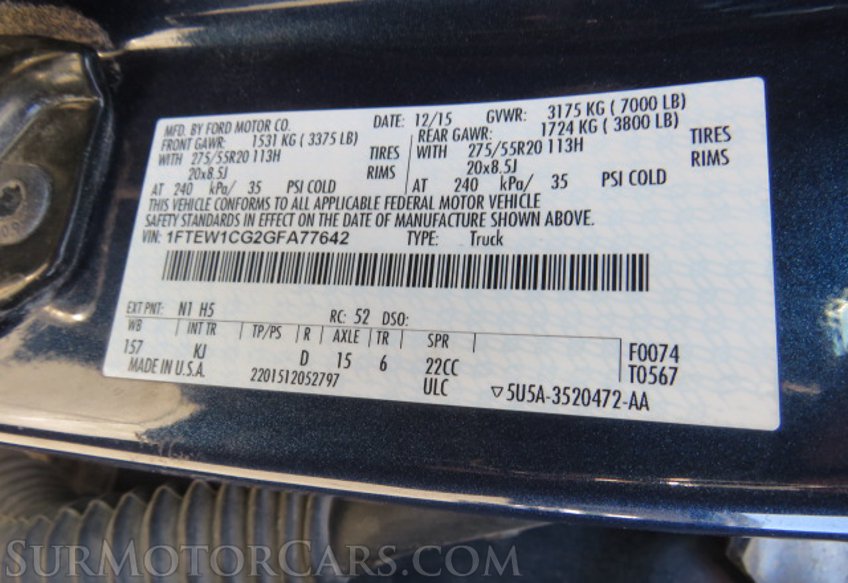 MFD. BY FORD MOTOR CO. DATE: 12/15 GVWR: 3175 KG ( 7000 LB)
FRONT GAWR: 1531 KG ( 3375 LB) REAR GAWR: 1724 KG ( 3800 LB)
WITH 275/55R20 113H TIRES WITH 275/55R20 113H TIRES
20x8.5J RIMS 20x8.5J RIMS
AT 240 kPa/ 35 PSI COLD AT 240 kPa/ 35 PSI COLD
THIS VEHICLE CONFORMS TO ALL APPLICABLE FEDERAL MOTOR VEHICLE
SAFETY STANDARDS IN EFFECT ON THE DATE OF MANUFACTURE SHOWN ABOVE.
VIN: 1FTEW1CG2GFA77642 TYPE: Truck
EXT PNT: N1 H5 RC: 52 DSO:
WB INT TR TP/PS R AXLE TR SPR
157 KJ D 15 6 22CC F0074
MADE IN U.S.A. 2201512052797 ULC T0567
▽5U5A-3520472-AA
SurMotorCars.com